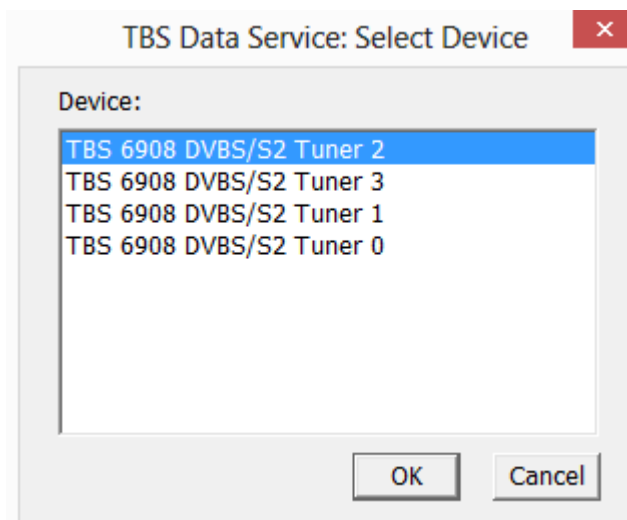 TBS Data Service: Select Device
Device:
TBS 6908 DVBS/S2 Tuner 2
TBS 6908 DVBS/S2 Tuner 3
TBS 6908 DVBS/S2 Tuner 1
TBS 6908 DVBS/S2 Tuner 0
OK Cancel